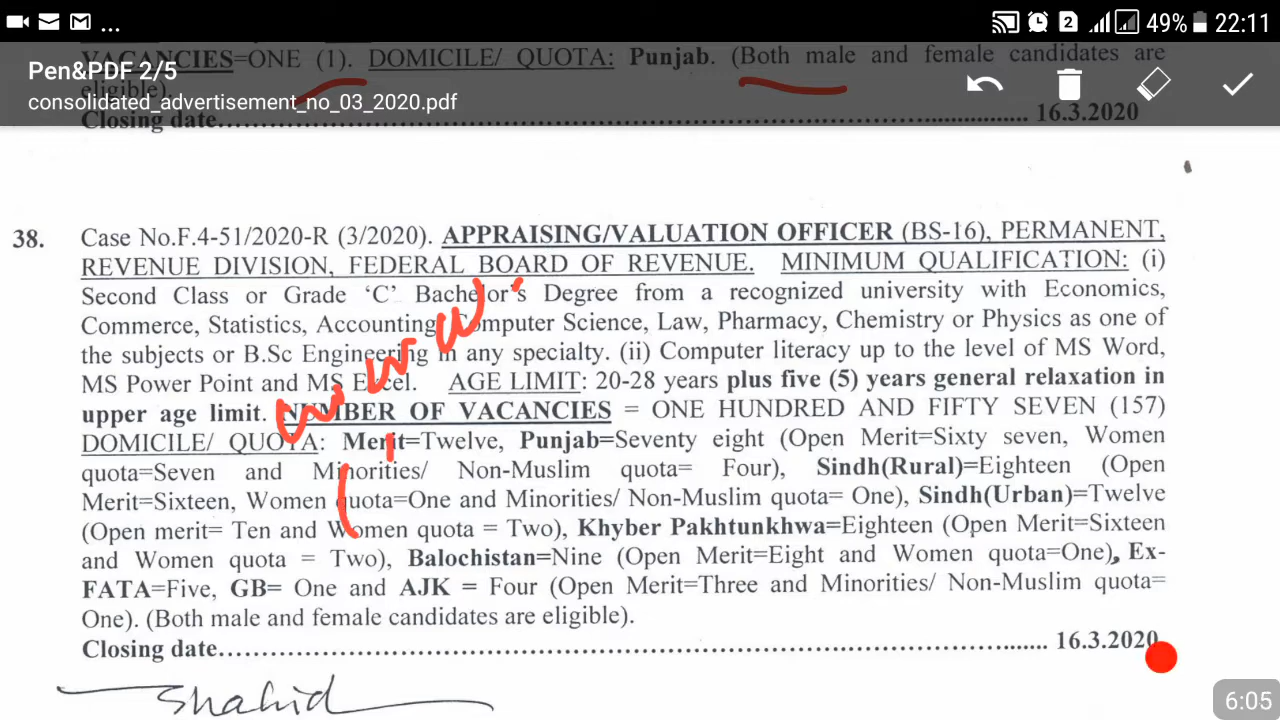 ... 2 49% 22:11
VACANCIES=ONE (1). DOMICILE/ QUOTA: Punjab. (Both male and female candidates are
Pen&PDF 2/5
eligible).
consolidated_advertisement_no_03_2020.pdf
Closing date.................................................................. 16.3.2020
38. Case No.F.4-51/2020-R (3/2020). APPRAISING/VALUATION OFFICER (BS-16), PERMANENT,
REVENUE DIVISION, FEDERAL BOARD OF REVENUE. MINIMUM QUALIFICATION: (i)
Second Class or Grade ‘C’ Bachelor's Degree from a recognized university with Economics,
Commerce, Statistics, Accounting, Computer Science, Law, Pharmacy, Chemistry or Physics as one of
the subjects or B.Sc Engineering in any specialty. (ii) Computer literacy up to the level of MS Word,
MS Power Point and MS Excel. AGE LIMIT: 20-28 years plus five (5) years general relaxation in
upper age limit. NUMBER OF VACANCIES = ONE HUNDRED AND FIFTY SEVEN (157)
DOMICILE/ QUOTA: Merit=Twelve, Punjab=Seventy eight (Open Merit=Sixty seven, Women
quota=Seven and Minorities/ Non-Muslim quota= Four), Sindh(Rural)=Eighteen (Open
Merit=Sixteen, Women quota=One and Minorities/ Non-Muslim quota= One), Sindh(Urban)=Twelve
(Open merit= Ten and Women quota = Two), Khyber Pakhtunkhwa=Eighteen (Open Merit=Sixteen
and Women quota = Two), Balochistan=Nine (Open Merit=Eight and Women quota=One), Ex-
FATA=Five, GB= One and AJK = Four (Open Merit=Three and Minorities/ Non-Muslim quota=
One). (Both male and female candidates are eligible).
Closing date.................................................................. 16.3.2020
Shahid
6:05